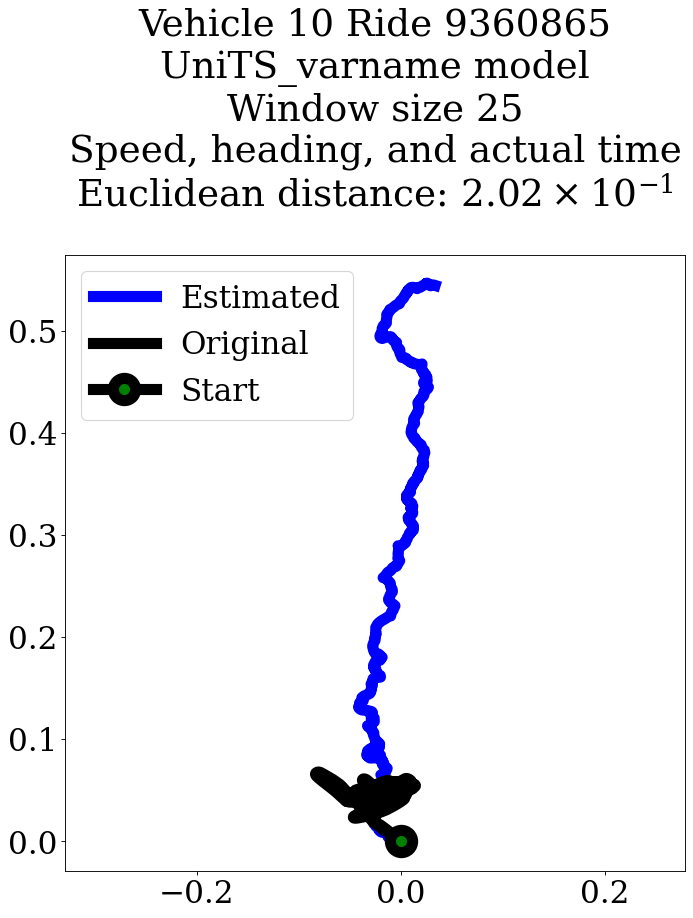 Vehicle 10 Ride 9360865
UniTS_varname model
Window size 25
Speed, heading, and actual time
Euclidean distance: 2.02 × 10⁻¹
Estimated
Original
Start
0.5
0.4
0.3
0.2
0.1
0.0
−0.2
0.0
0.2